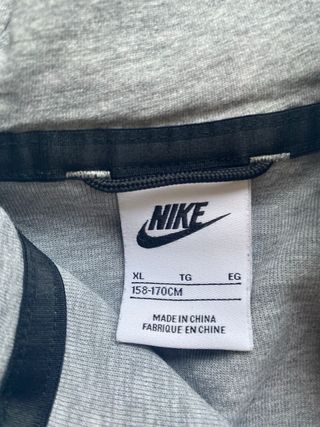 NIKE
XL TG EG
158-170CM
MADE IN CHINA
FABRIQUE EN CHINE